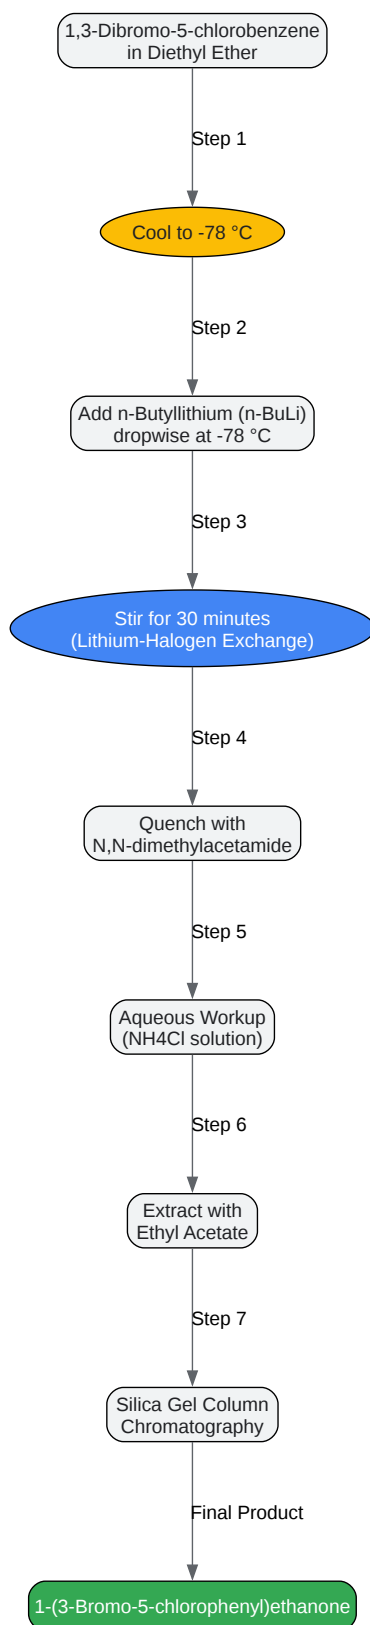 1,3-Dibromo-5-chlorobenzene
in Diethyl Ether
Step 1
Cool to -78 °C
Step 2
Add n-Butyllithium (n-BuLi)
dropwise at -78 °C
Step 3
Stir for 30 minutes
(Lithium-Halogen Exchange)
Step 4
Quench with
N,N-dimethylacetamide
Step 5
Aqueous Workup
(NH4Cl solution)
Step 6
Extract with
Ethyl Acetate
Step 7
Silica Gel Column
Chromatography
Final Product
1-(3-Bromo-5-chlorophenyl)ethanone